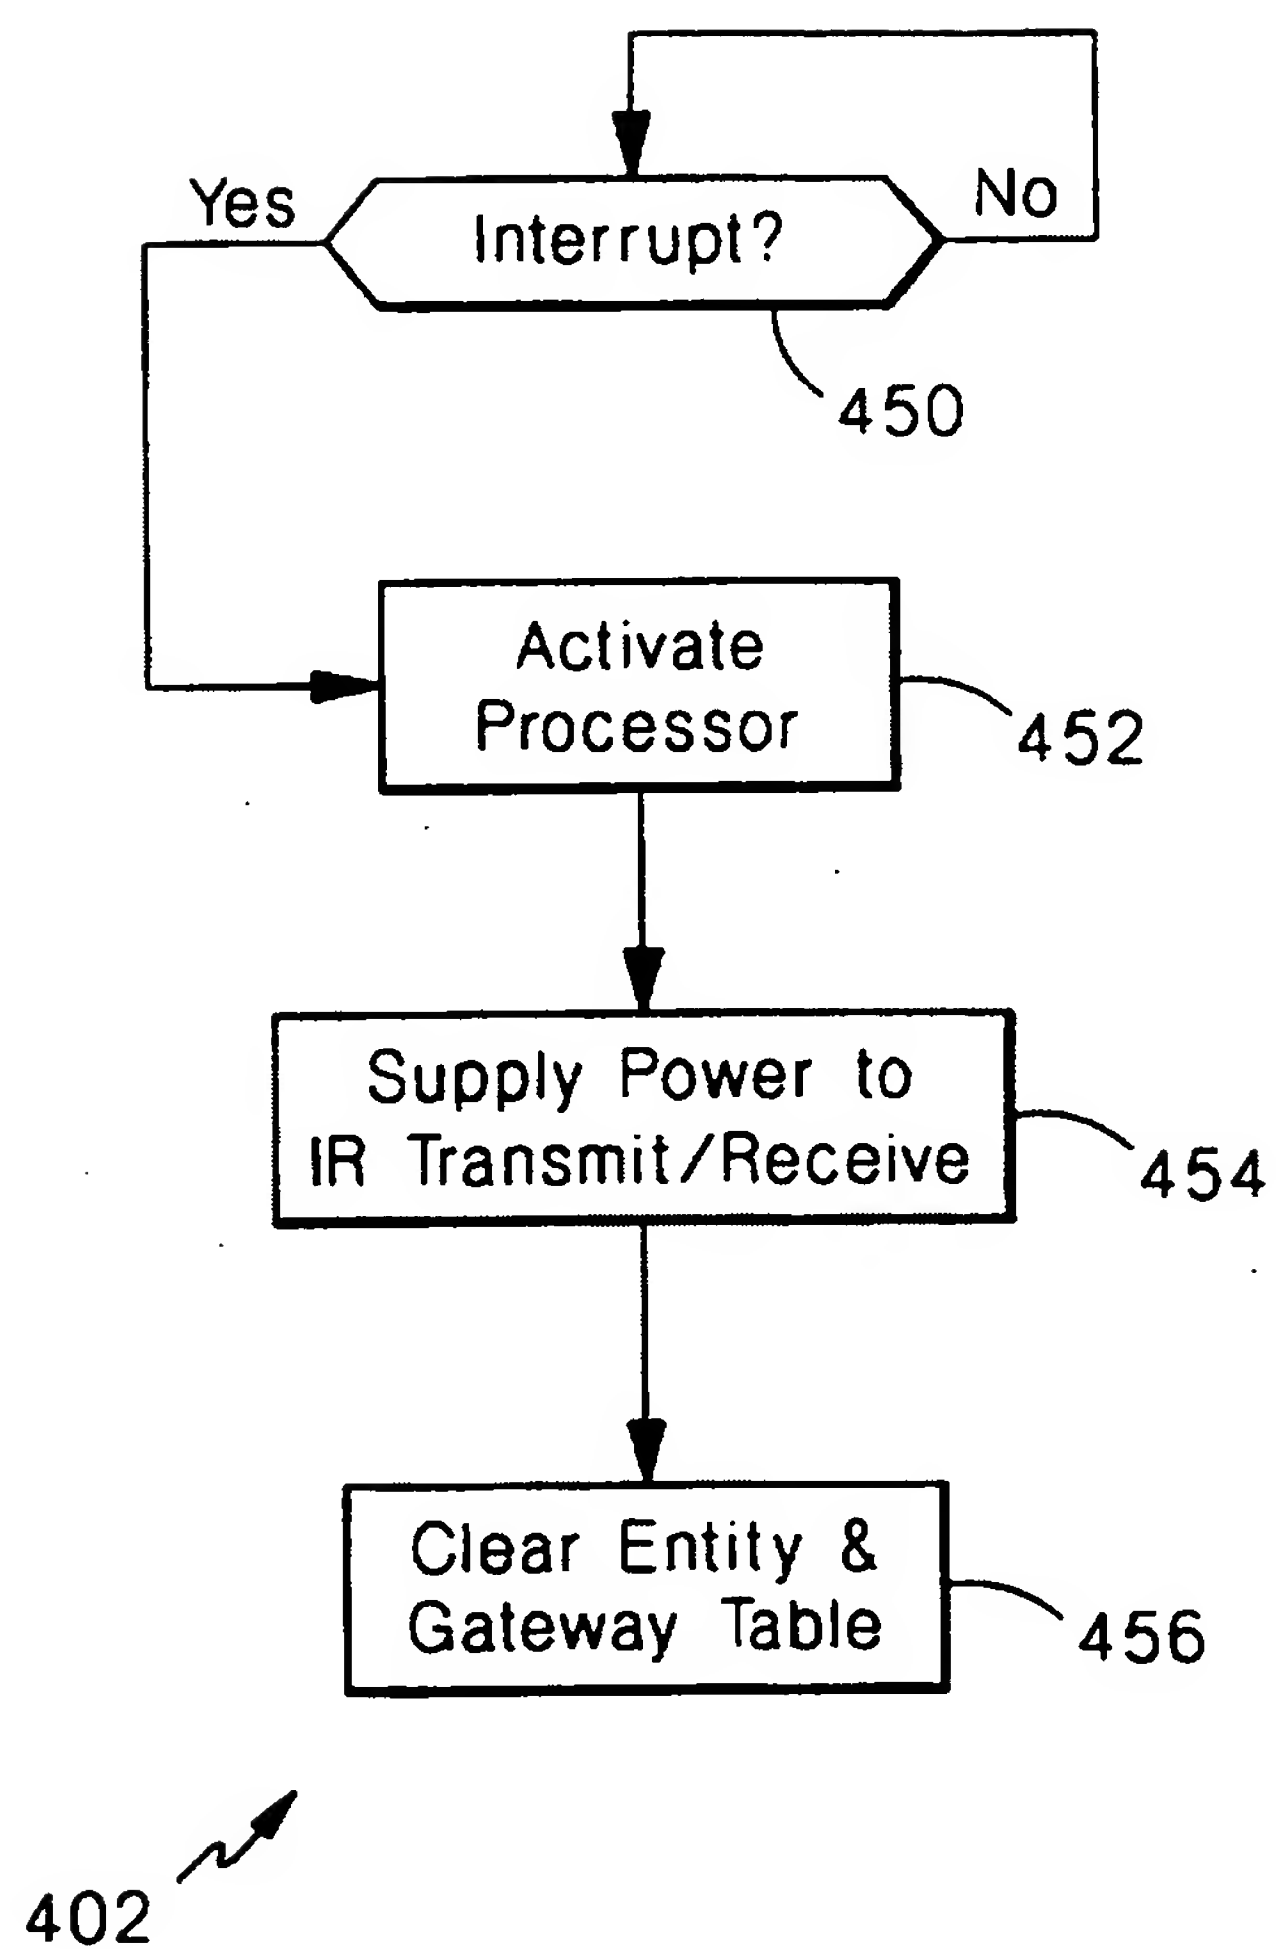 Yes
Interrupt?
No
450
Activate
Processor
452
Supply Power to
IR Transmit/Receive
454
Clear Entity &
Gateway Table
456
402